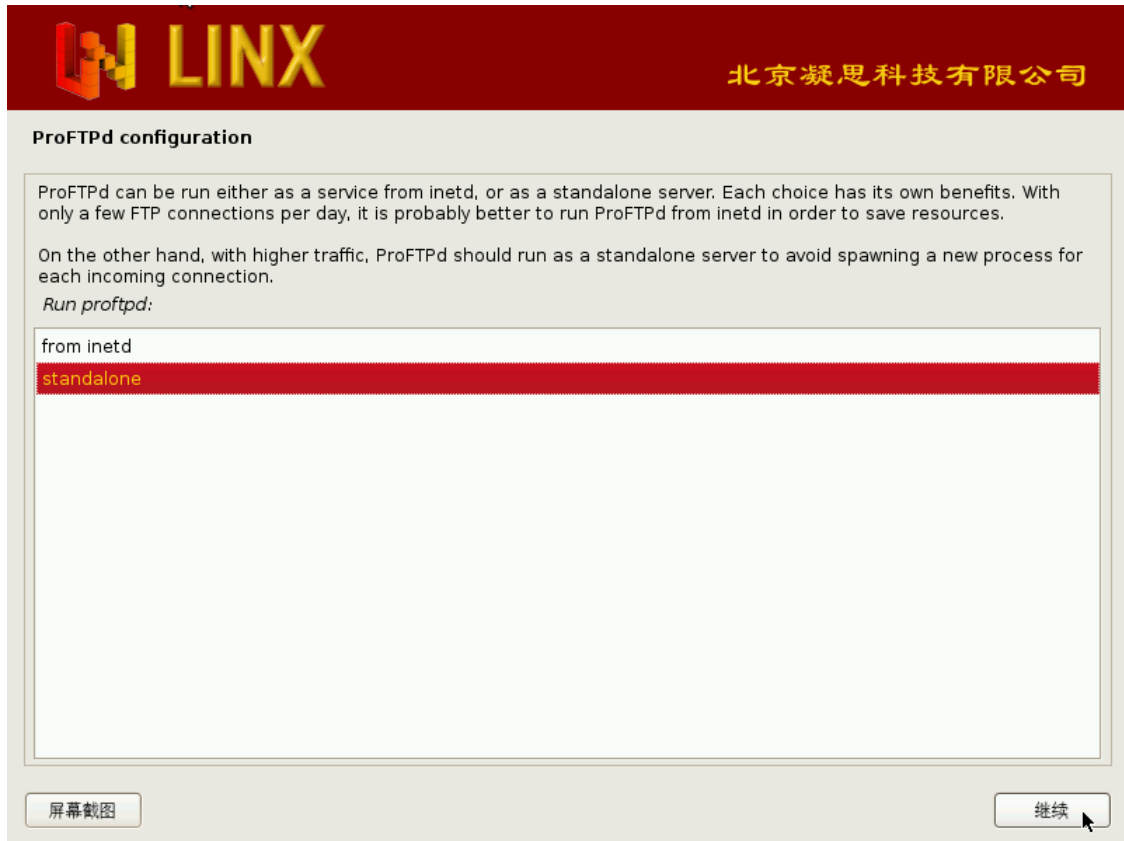 LINX
北京凝思科技有限公司
ProFTPd configuration
ProFTPd can be run either as a service from inetd, or as a standalone server. Each choice has its own benefits. With
only a few FTP connections per day, it is probably better to run ProFTPd from inetd in order to save resources.
On the other hand, with higher traffic, ProFTPd should run as a standalone server to avoid spawning a new process for
each incoming connection.
Run proftpd:
from inetd
standalone
屏幕截图
继续